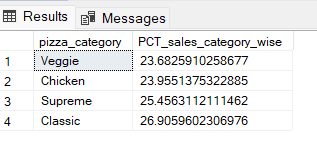 Results Messages
pizza_category PCT_sales_category_wise
1 Veggie 23.6825910258677
2 Chicken 23.9551375322885
3 Supreme 25.4563112111462
4 Classic 26.9059602306976